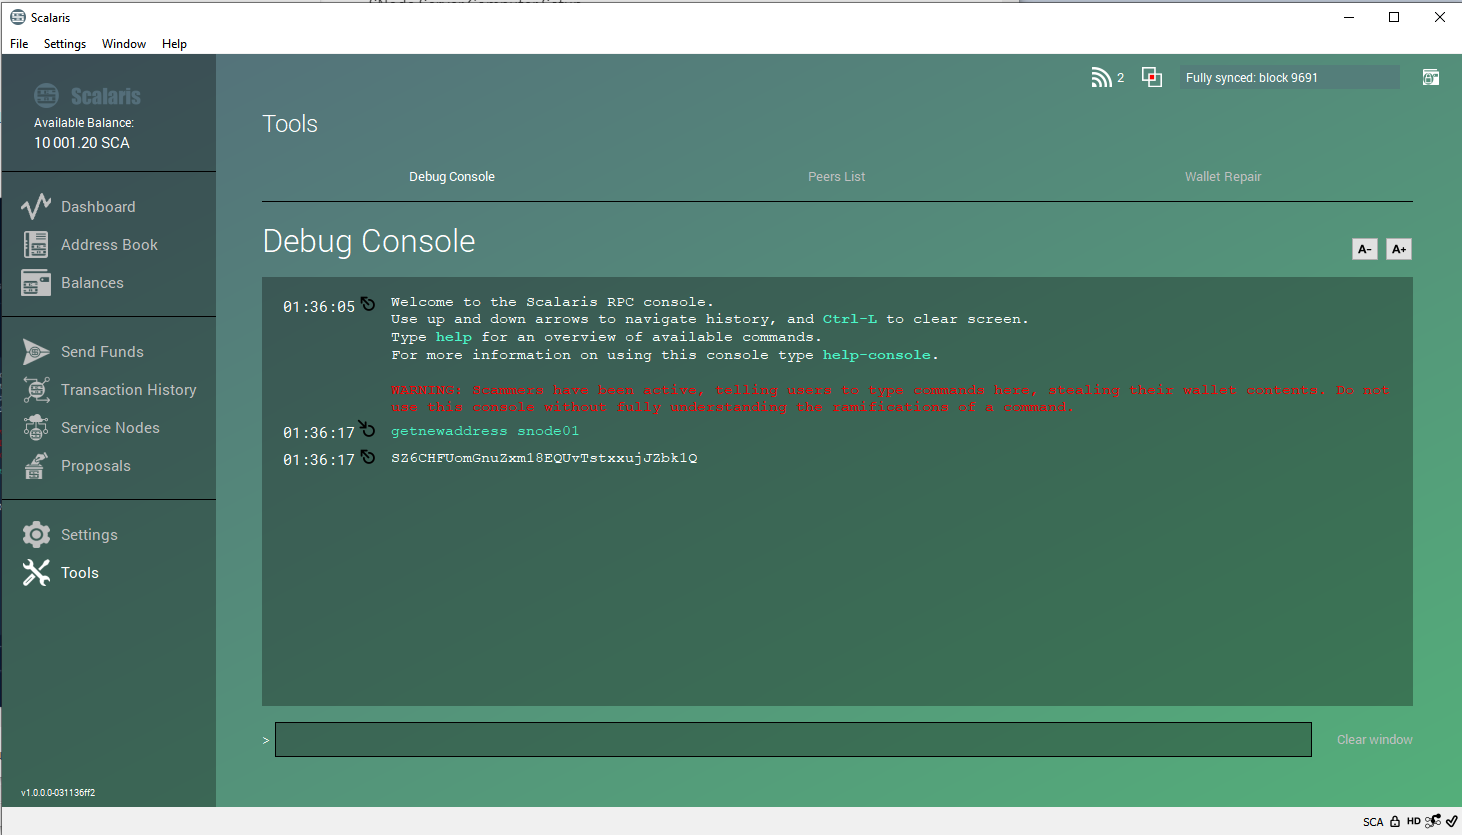 Scalaris
File Settings Window Help
Scalaris
Available Balance:
10 001.20 SCA
Dashboard
Address Book
Balances
Send Funds
Transaction History
Service Nodes
Proposals
Settings
Tools
v1.0.0.0-031136ff2
2
Fully synced: block 9691
Tools
Debug Console Peers List Wallet Repair
Debug Console
A- A+
01:36:05 Welcome to the Scalaris RPC console.
Use up and down arrows to navigate history, and Ctrl-L to clear screen.
Type help for an overview of available commands.
For more information on using this console type help-console.
WARNING: Scammers have been active, telling users to type commands here, stealing their wallet contents. Do not
use this console without fully understanding the ramifications of a command.
01:36:17 getnewaddress snode01
01:36:17 SZ6CHFUomGnuZxm18EQUvTstxxujJZbk1Q
>
Clear window
SCA HD